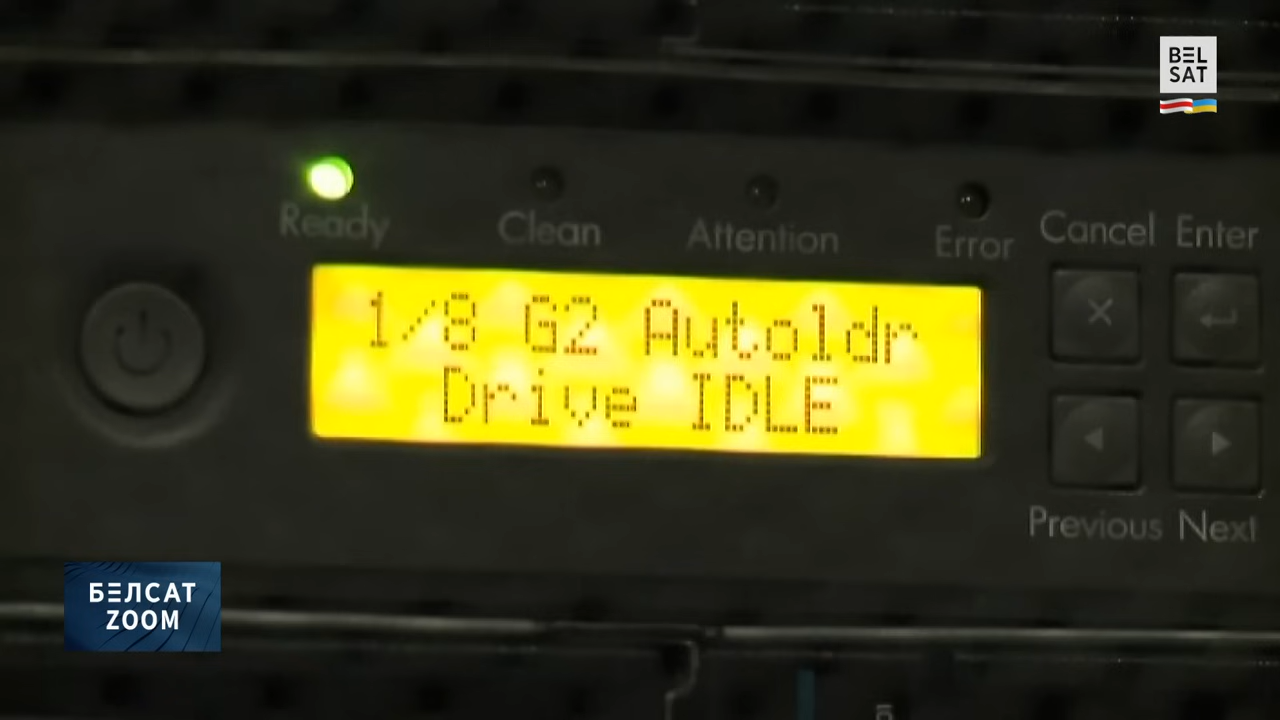 BEL
SAT
Ready
Clean
Attention
Error
Cancel
Enter
1/8 G2 Autoldr
Drive IDLE
Previous
Next
БЕЛСАТ
ZOOM